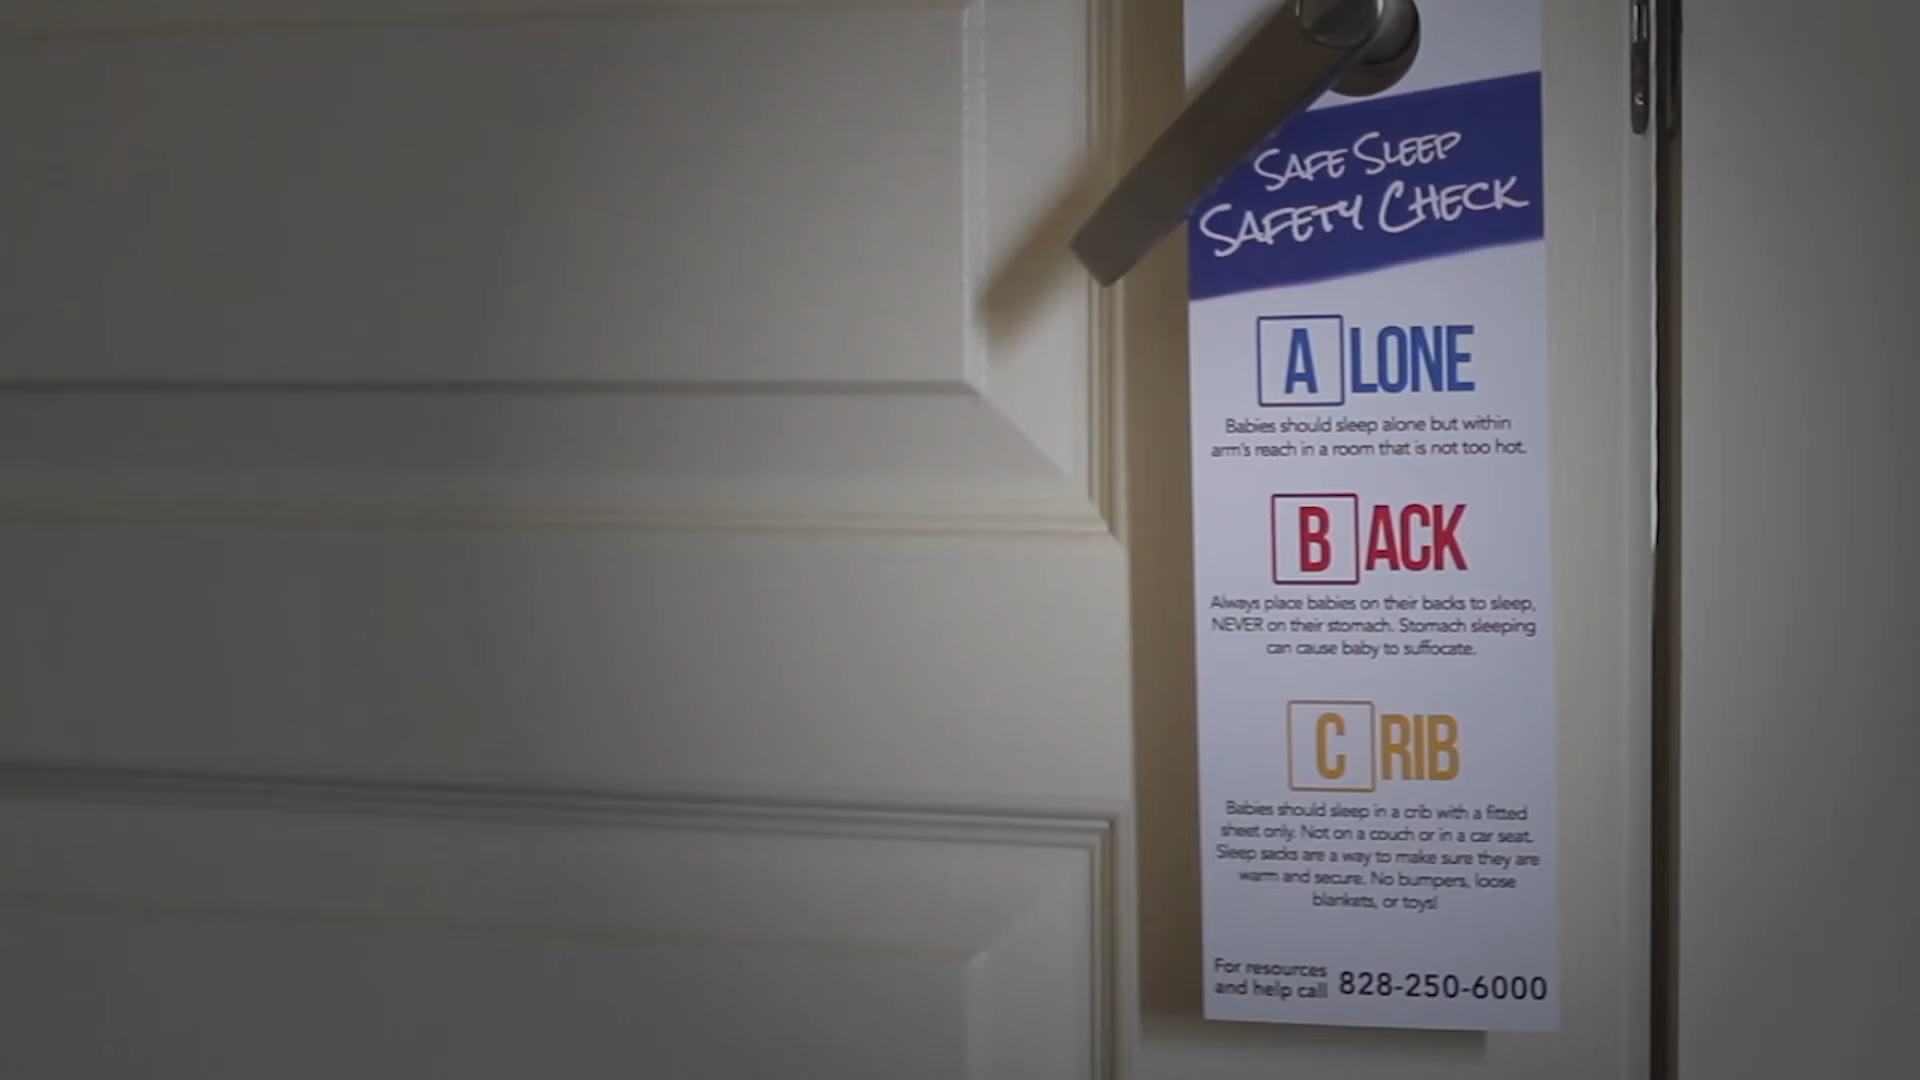 SAFE SLEEP
SAFETY CHECK
ALONE
Babies should sleep alone but within
arm's reach in a room that is not too hot.
BACK
Always place babies on their backs to sleep,
NEVER on their stomach. Stomach sleeping
can cause baby to suffocate.
CRIB
Babies should sleep in a crib with a fitted
sheet only. Not on a couch or in a car seat.
Sleep sacks are a way to make sure they are
warm and secure. No bumpers, loose
blankets, or toys!
For resources
and help call 828-250-6000